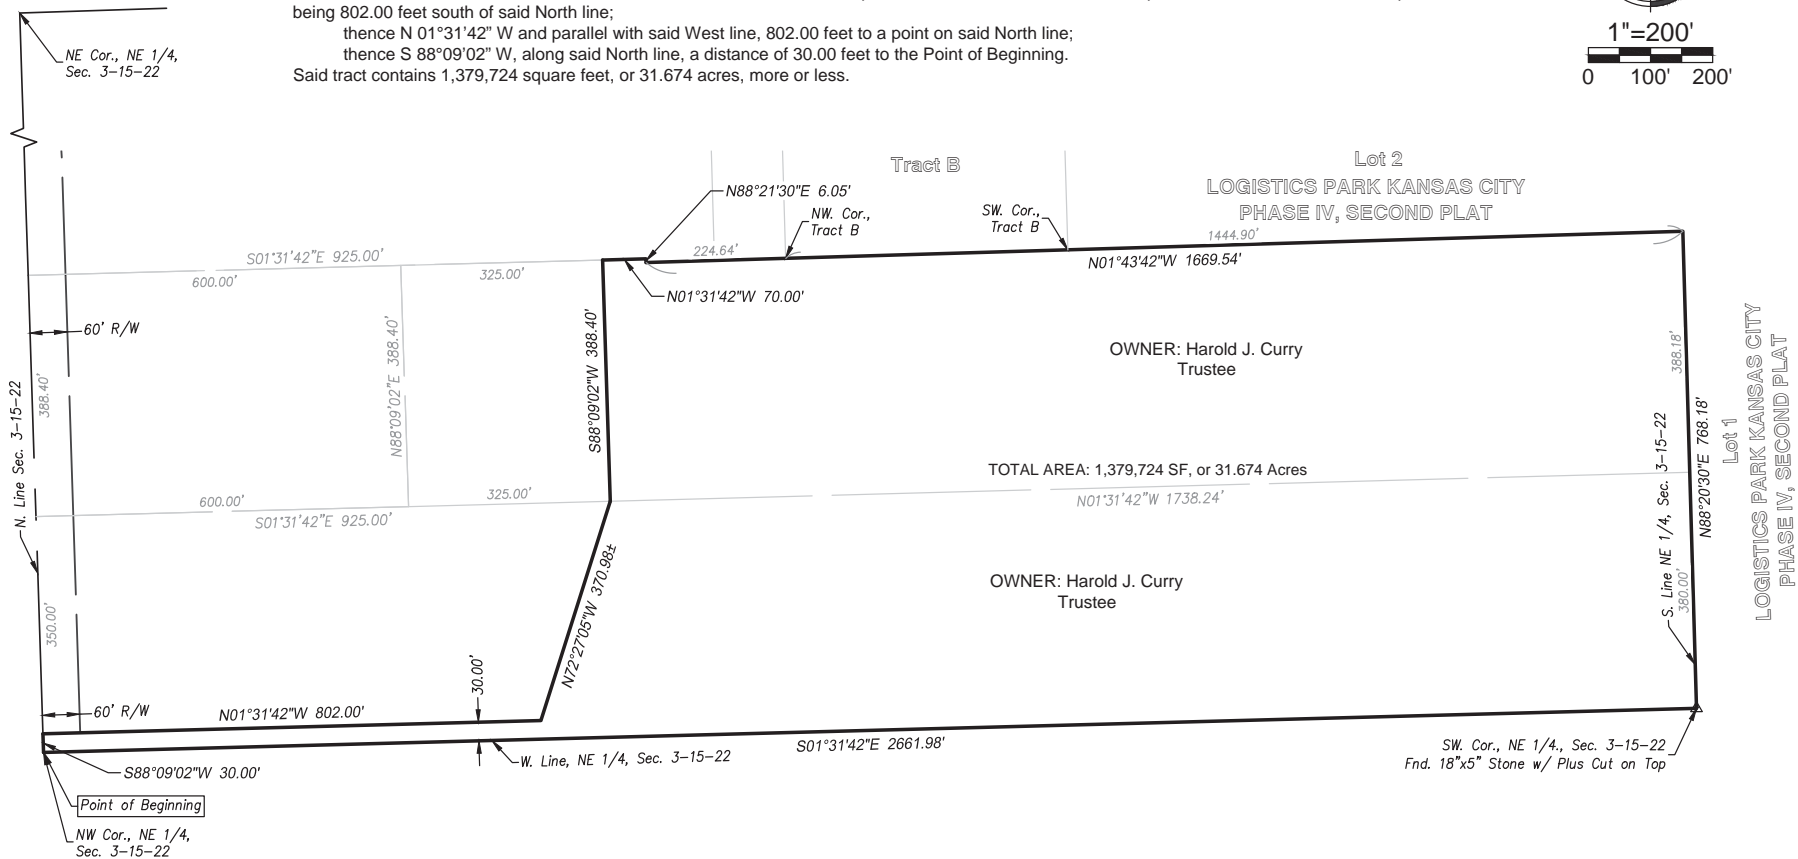 being 802.00 feet south of said North line;
thence N 01°31'42” W and parallel with said West line, 802.00 feet to a point on said North line;
thence S 88°09'02” W, along said North line, a distance of 30.00 feet to the Point of Beginning.
Said tract contains 1,379,724 square feet, or 31.674 acres, more or less.
1"=200'
0 100' 200'
NE Cor., NE 1/4,
Sec. 3-15-22
Tract B
Lot 2
LOGISTICS PARK KANSAS CITY
PHASE IV, SECOND PLAT
N88°21'30"E 6.05'
NW. Cor.,
Tract B
SW. Cor.,
Tract B
1444.90'
224.64'
S01°31'42"E 925.00'
600.00'
325.00'
N01°43'42"W 1669.54'
N01°31'42"W 70.00'
60' R/W
N88°09'02"E 388.40'
S88°09'02"W 388.40'
388.40'
N. Line Sec. 3-15-22
OWNER: Harold J. Curry
Trustee
388.18'
S. Line NE 1/4, Sec. 3-15-22
N88°20'30"E 768.18'
Lot 1
LOGISTICS PARK KANSAS CITY
PHASE IV, SECOND PLAT
TOTAL AREA: 1,379,724 SF, or 31.674 Acres
N01°31'42"W 1738.24'
600.00'
325.00'
S01°31'42"E 925.00'
N72°27'05"W 370.98±
OWNER: Harold J. Curry
Trustee
380.00'
350.00'
30.00'
60' R/W
N01°31'42"W 802.00'
S01°31'42"E 2661.98'
W. Line, NE 1/4, Sec. 3-15-22
SW. Cor., NE 1/4., Sec. 3-15-22
Fnd. 18"x5" Stone w/ Plus Cut on Top
S88°09'02"W 30.00'
Point of Beginning
NW Cor., NE 1/4,
Sec. 3-15-22